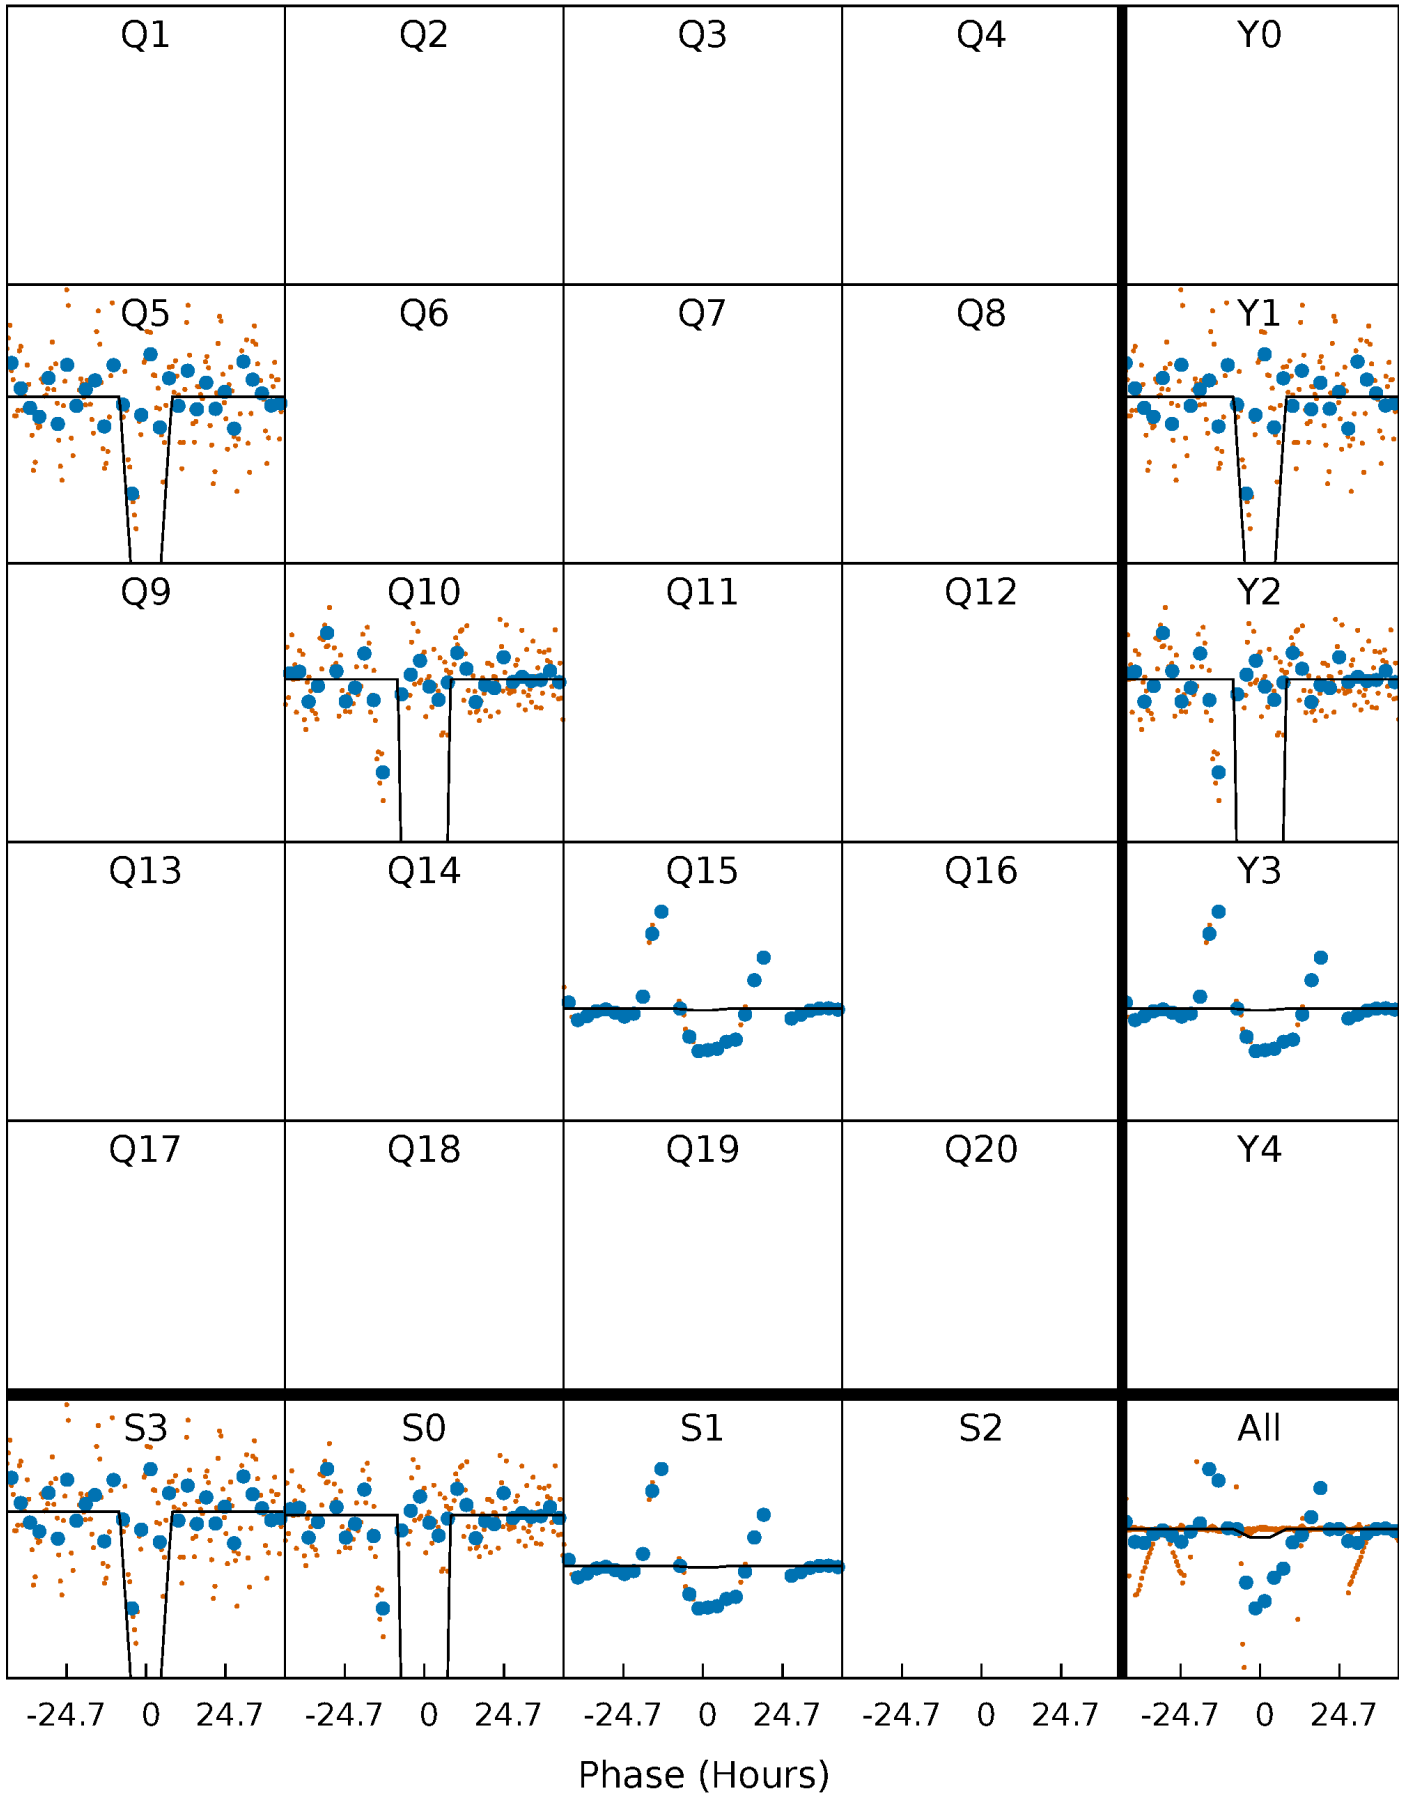 Q1 Q2 Q3 Q4 Y0
Q5 Q6 Q7 Q8 Y1
Q9 Q10 Q11 Q12 Y2
Q13 Q14 Q15 Q16 Y3
Q17 Q18 Q19 Q20 Y4
S3 S0 S1 S2 All
-24.7 0 24.7 -24.7 0 24.7 -24.7 0 24.7 -24.7 0 24.7 -24.7 0 24.7
Phase (Hours)